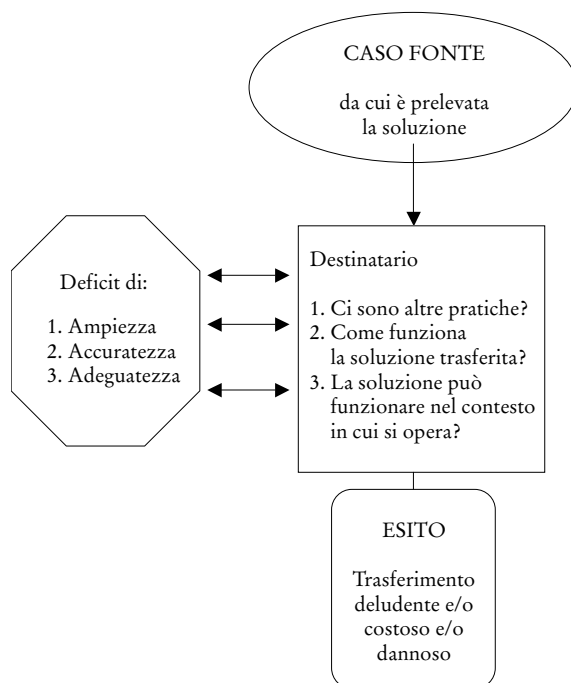 CASO FONTE
da cui è prelevata
la soluzione
Deficit di:
1. Ampiezza
2. Accuratezza
3. Adeguatezza
Destinatario
1. Ci sono altre pratiche?
2. Come funziona
la soluzione trasferita?
3. La soluzione può
funzionare nel contesto
in cui si opera?
ESITO
Trasferimento
deludente e/o
costoso e/o
dannoso